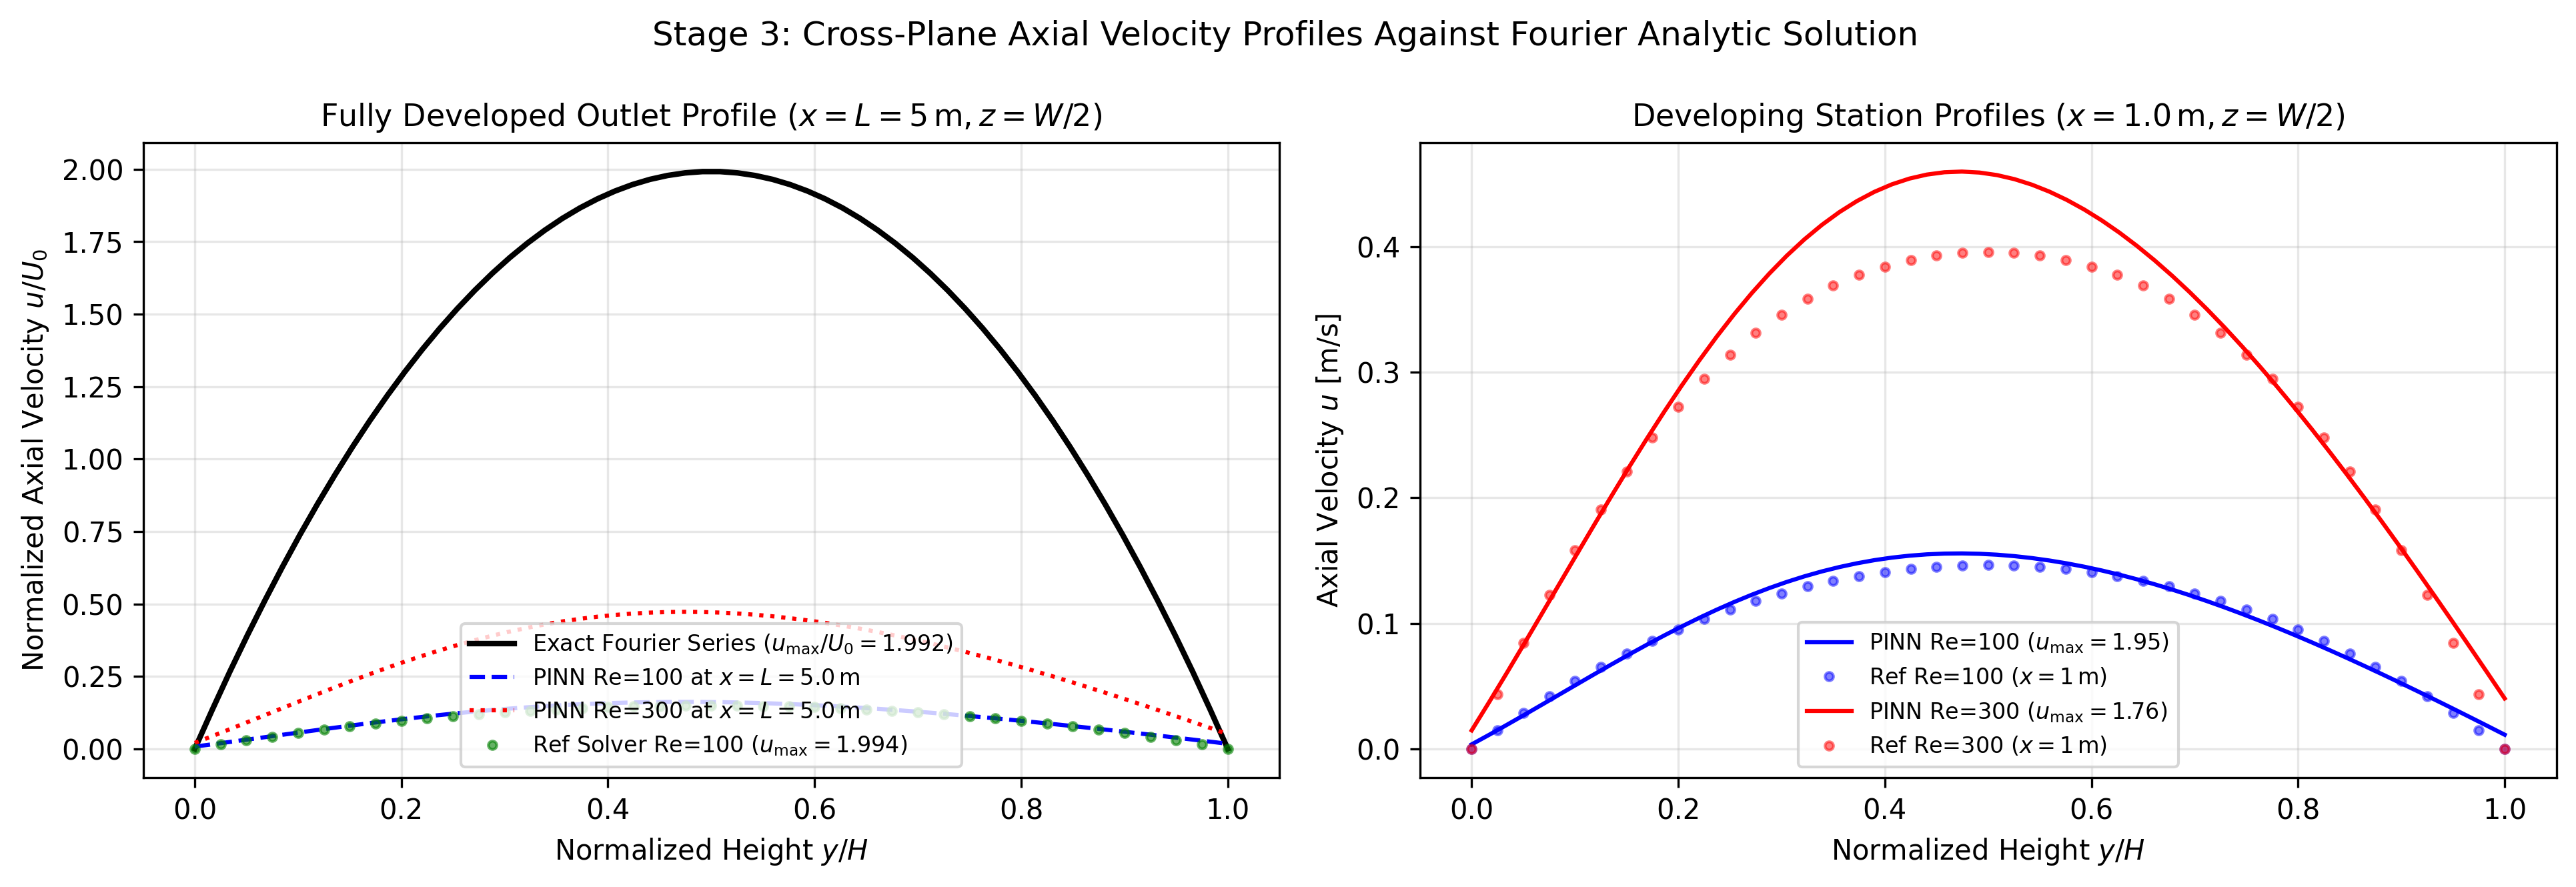 Stage 3: Cross-Plane Axial Velocity Profiles Against Fourier Analytic Solution
Fully Developed Outlet Profile (x = L = 5 m, z = W/2)
Normalized Axial Velocity u/U₀
2.00
1.75
1.50
1.25
1.00
0.75
0.50
0.25
0.00
Exact Fourier Series (u_max/U₀ = 1.992)
PINN Re=100 at x = L = 5.0 m
PINN Re=300 at x = L = 5.0 m
Ref Solver Re=100 (u_max = 1.994)
0.0 0.2 0.4 0.6 0.8 1.0
Normalized Height y/H
Developing Station Profiles (x = 1.0 m, z = W/2)
Axial Velocity u [m/s]
0.4
0.3
0.2
0.1
0.0
PINN Re=100 (u_max = 1.95)
Ref Re=100 (x = 1 m)
PINN Re=300 (u_max = 1.76)
Ref Re=300 (x = 1 m)
0.0 0.2 0.4 0.6 0.8 1.0
Normalized Height y/H